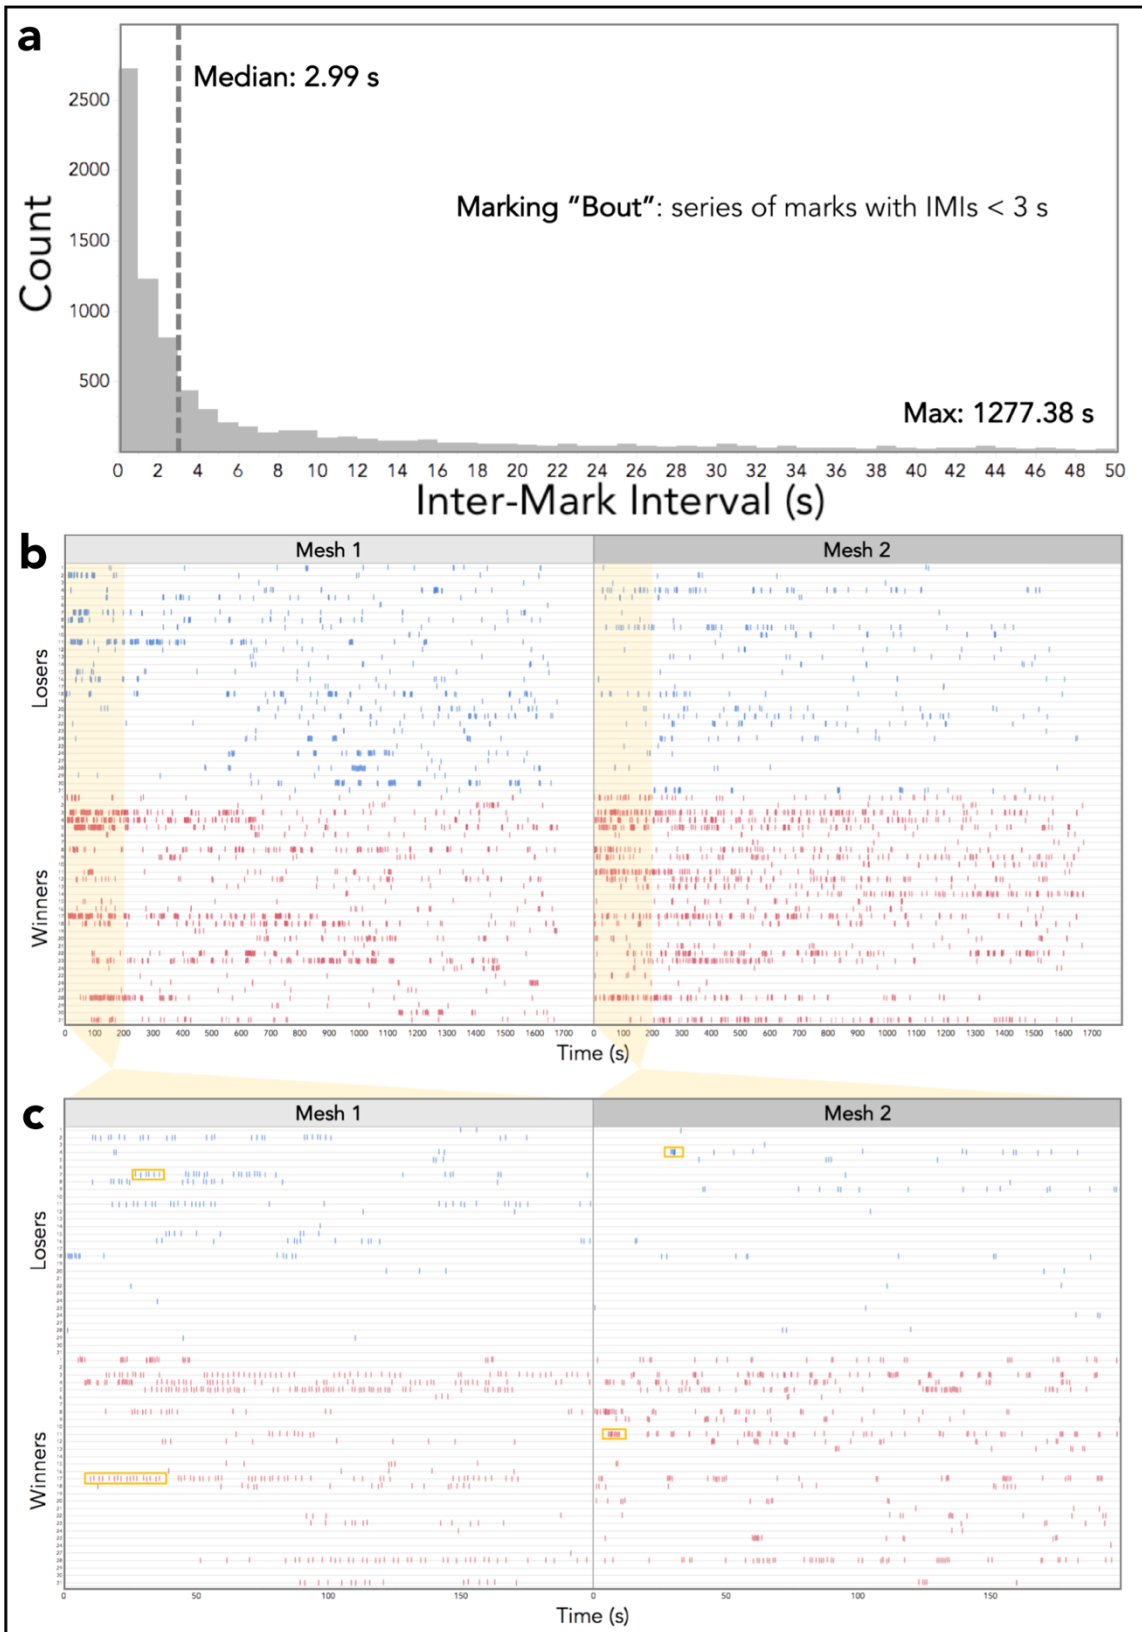 a
Median: 2.99 s
Marking "Bout": series of marks with IMIs < 3 s
Max: 1277.38 s
Count
2500
2000
1500
1000
500
0 2 4 6 8 10 12 14 16 18 20 22 24 26 28 30 32 34 36 38 40 42 44 46 48 50
Inter-Mark Interval (s)
b
Mesh 1 Mesh 2
Losers
Winners
0 100 200 300 400 500 600 700 800 900 1000 1100 1200 1300 1400 1500 1600 1700 0 100 200 300 400 500 600 700 800 900 1000 1100 1200 1300 1400 1500 1600 1700
Time (s)
c
Mesh 1 Mesh 2
Losers
Winners
0 50 100 150 0 50 100 150
Time (s) Time (s)